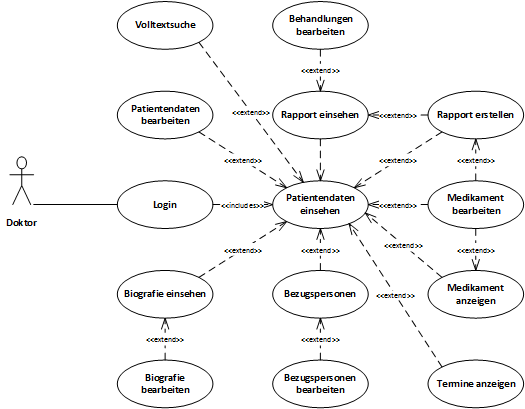 Volltextsuche
Behandlungen
bearbeiten
<<extend>>
Patientendaten
bearbeiten
<<extend>>
Rapport einsehen
<<extend>>
Rapport erstellen
<<extend>>
<<extend>>
<<extend>>
Doktor
Login
<<includes>>
Patientendaten
einsehen
<<extend>>
Medikament
bearbeiten
<<extend>>
<<extend>>
<<extend>>
<<extend>>
Biografie einsehen
Bezugspersonen
<<extend>>
Medikament
anzeigen
<<extend>>
<<extend>>
Biografie
bearbeiten
Bezugspersonen
bearbeiten
Termine anzeigen